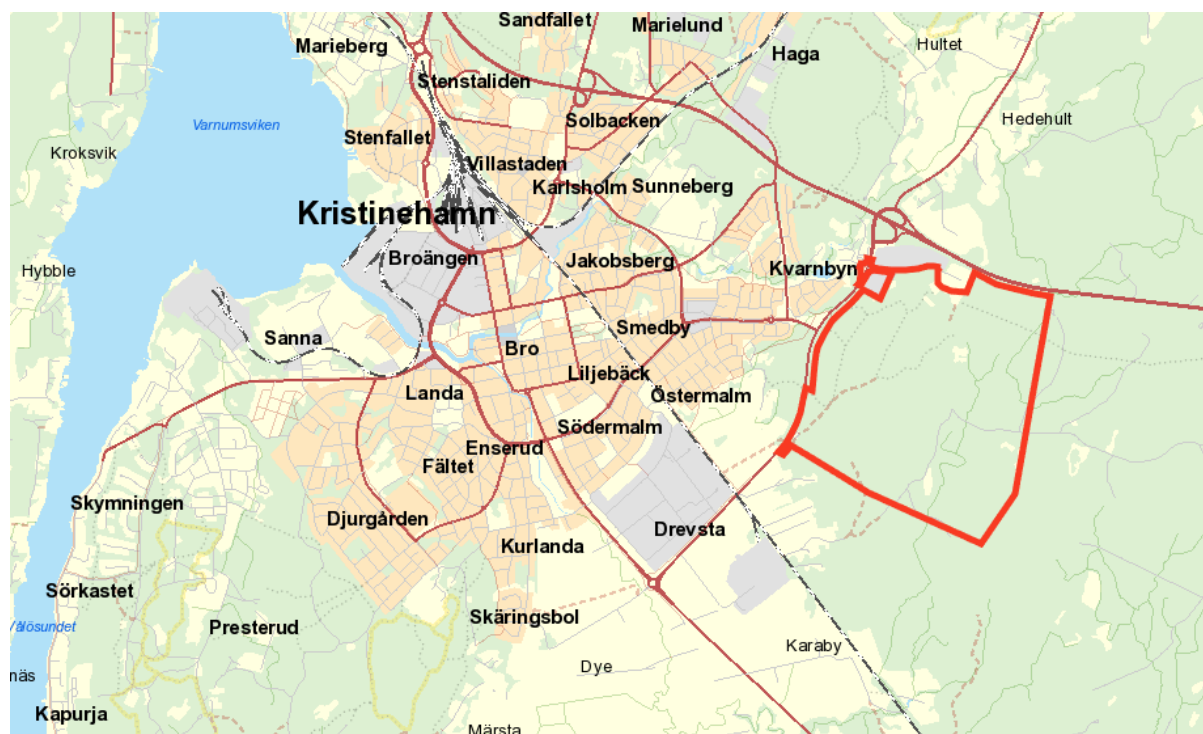 Sandfallet
Marielund
Marieberg
Haga
Hultet
Stenstaliden
Varnumsviken
Solbacken
Hedehult
Stenfallet
Kroksvik
Villastaden
Karlsholm
Sunneberg
Kristinehamn
Broängen
Jakobsberg
Kvarnbyn
Hybble
Smedby
Sanna
Bro
Liljebäck
Landa
Östermalm
Södermalm
Enserud
Fältet
Skymningen
Djurgården
Drevsta
Kurlanda
Sörkastet
Skäringsbol
Presterud
Karaby
Dye
näs
Kapurja
Märsta